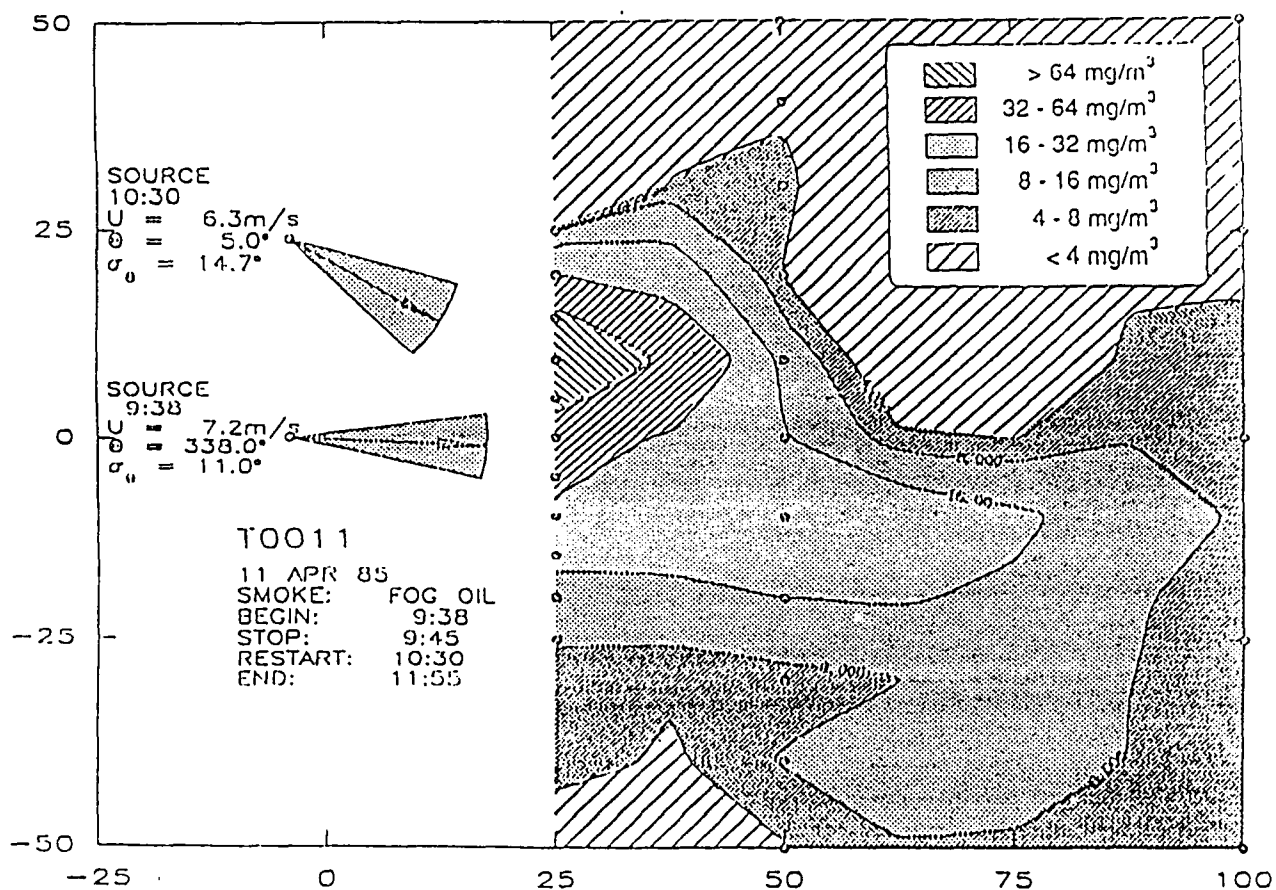 50
25
0
-25
-50
SOURCE
10:30
U = 6.3m/s
Θ = 5.0°
σθ = 14.7°
SOURCE
9:38
U = 7.2m/s
Θ = 338.0°
σθ = 11.0°
T0011
11 APR 85
SMOKE: FOG OIL
BEGIN: 9:38
STOP: 9:45
RESTART: 10:30
END: 11:55
> 64 mg/m³
32 - 64 mg/m³
16 - 32 mg/m³
8 - 16 mg/m³
4 - 8 mg/m³
< 4 mg/m³
16.00
-25 0 25 50 75 100